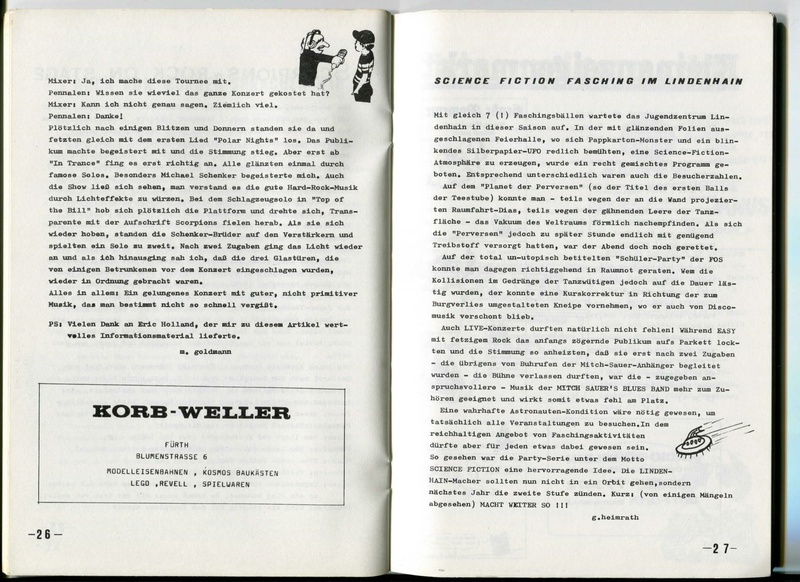 Mixer: Ja, ich mache diese Tournee mit.
Pennalen: Wissen sie wieviel das ganze Konzert gekostet hat?
Mixer: Kann ich nicht genau sagen. Ziemlich viel.
Pennalen: Danke!
Plötzlich nach einigen Blitzen und Donnern standen sie da und
fetzten gleich mit dem ersten Lied "Polar Nights" los. Das Publi-
kum machte begeistert mit und die Stimmung stieg. Aber erst ab
"In Trance" fing es erst richtig an. Alle glänzten einmal durch
famose Solos. Besonders Michael Schenker begeisterte mich. Auch
die Show ließ sich sehen, man verstand es die gute Hard-Rock-Musik
durch Lichteffekte zu würzen. Bei dem Schlagzeugsolo in "Top of
the Bill" hob sich plötzlich die Plattform und drehte sich, Trans-
parente mit der Aufschrift Scorpions fielen herab. Als sie sich
wieder hoben, standen die Schenker-Brüder auf den Verstärkern und
spielten ein Solo zu zweit. Nach zwei Zugaben ging das Licht wieder
an und als ich hinausging sah ich, daß die drei Glastüren, die
von einigen Betrunkenen vor dem Konzert eingeschlagen wurden,
wieder in Ordnung gebracht waren.
Alles in allem: Ein gelungenes Konzert mit guter, nicht primitiver
Musik, das man bestimmt nicht so schnell vergißt.
PS: Vielen Dank an Eric Holland, der mir zu diesem Artikel wert-
volles Informationsmaterial lieferte.
m. goldmann
KORB-WELLER
FÜRTH
BLUMENSTRASSE 6
MODELLEISENBAHNEN , KOSMOS BAUKÄSTEN
LEGO ,REVELL , SPIELWAREN
-26-
SCIENCE FICTION FASCHING IM LINDENHAIN
Mit gleich 7 (!) Faschingsbällen wartete das Jugendzentrum Lin-
denhain in dieser Saison auf. In der mit glänzenden Folien aus-
geschlagenen Feierhalle, wo sich Pappkarton-Monster und ein blin-
kendes Silberpapier-UFO redlich bemühten, eine Science-Fiction-
Atmosphäre zu erzeugen, wurde ein recht gemischtes Programm ge-
boten. Entsprechend unterschiedlich waren auch die Besucherzahlen.
Auf dem "Planet der Perversen" (so der Titel des ersten Balls
der Teestube) konnte man - teils wegen der an die Wand projezier-
ten Raumfahrt-Dias, teils wegen der gähnenden Leere der Tanz-
fläche - das Vakuum des Weltraums förmlich nachempfinden. Als sich
die "Perversen" jedoch zu später Stunde endlich mit genügend
Treibstoff versorgt hatten, war der Abend doch noch gerettet.
Auf der total un-utopisch betitelten "Schüler-Party" der FOS
konnte man dagegen richtiggehend in Raumnot geraten. Wem die
Kollisionen im Gedränge der Tanzwütigen jedoch auf die Dauer läs-
tig wurden, der konnte eine Kurskorrektur in Richtung der zum
Burgverlies umgestalteten Kneipe vornehmen, wo er auch von Disco-
musik verschont blieb.
Auch LIVE-Konzerte durften natürlich nicht fehlen! Während EASY
mit fetzigem Rock das anfangs zögernde Publikum aufs Parkett lock-
ten und die Stimmung so anheizten, daß sie erst nach zwei Zugaben
- die übrigens von Buhrufen der Mitch-Sauer-Anhänger begleitet
wurden - die Bühne verlassen durften, war die - zugegeben an-
spruchsvollere - Musik der MITCH SAUER'S BLUES BAND mehr zum Zu-
hören geeignet und wirkt somit etwas fehl am Platz.
Eine wahrhafte Astronauten-Kondition wäre nötig gewesen, um
tatsächlich alle Veranstaltungen zu besuchen.In dem
reichhaltigen Angebot von Faschingsaktivitäten
dürfte aber für jeden etwas dabei gewesen sein.
So gesehen war die Party-Serie unter dem Motto
SCIENCE FICTION eine hervorragende Idee. Die LINDEN-
HAIN-Macher sollten nun nicht in ein Orbit gehen,sondern
nächstes Jahr die zweite Stufe zünden. Kurz: (von einigen Mängeln
abgesehen) MACHT WEITER SO !!!
g.heimrath
-27-